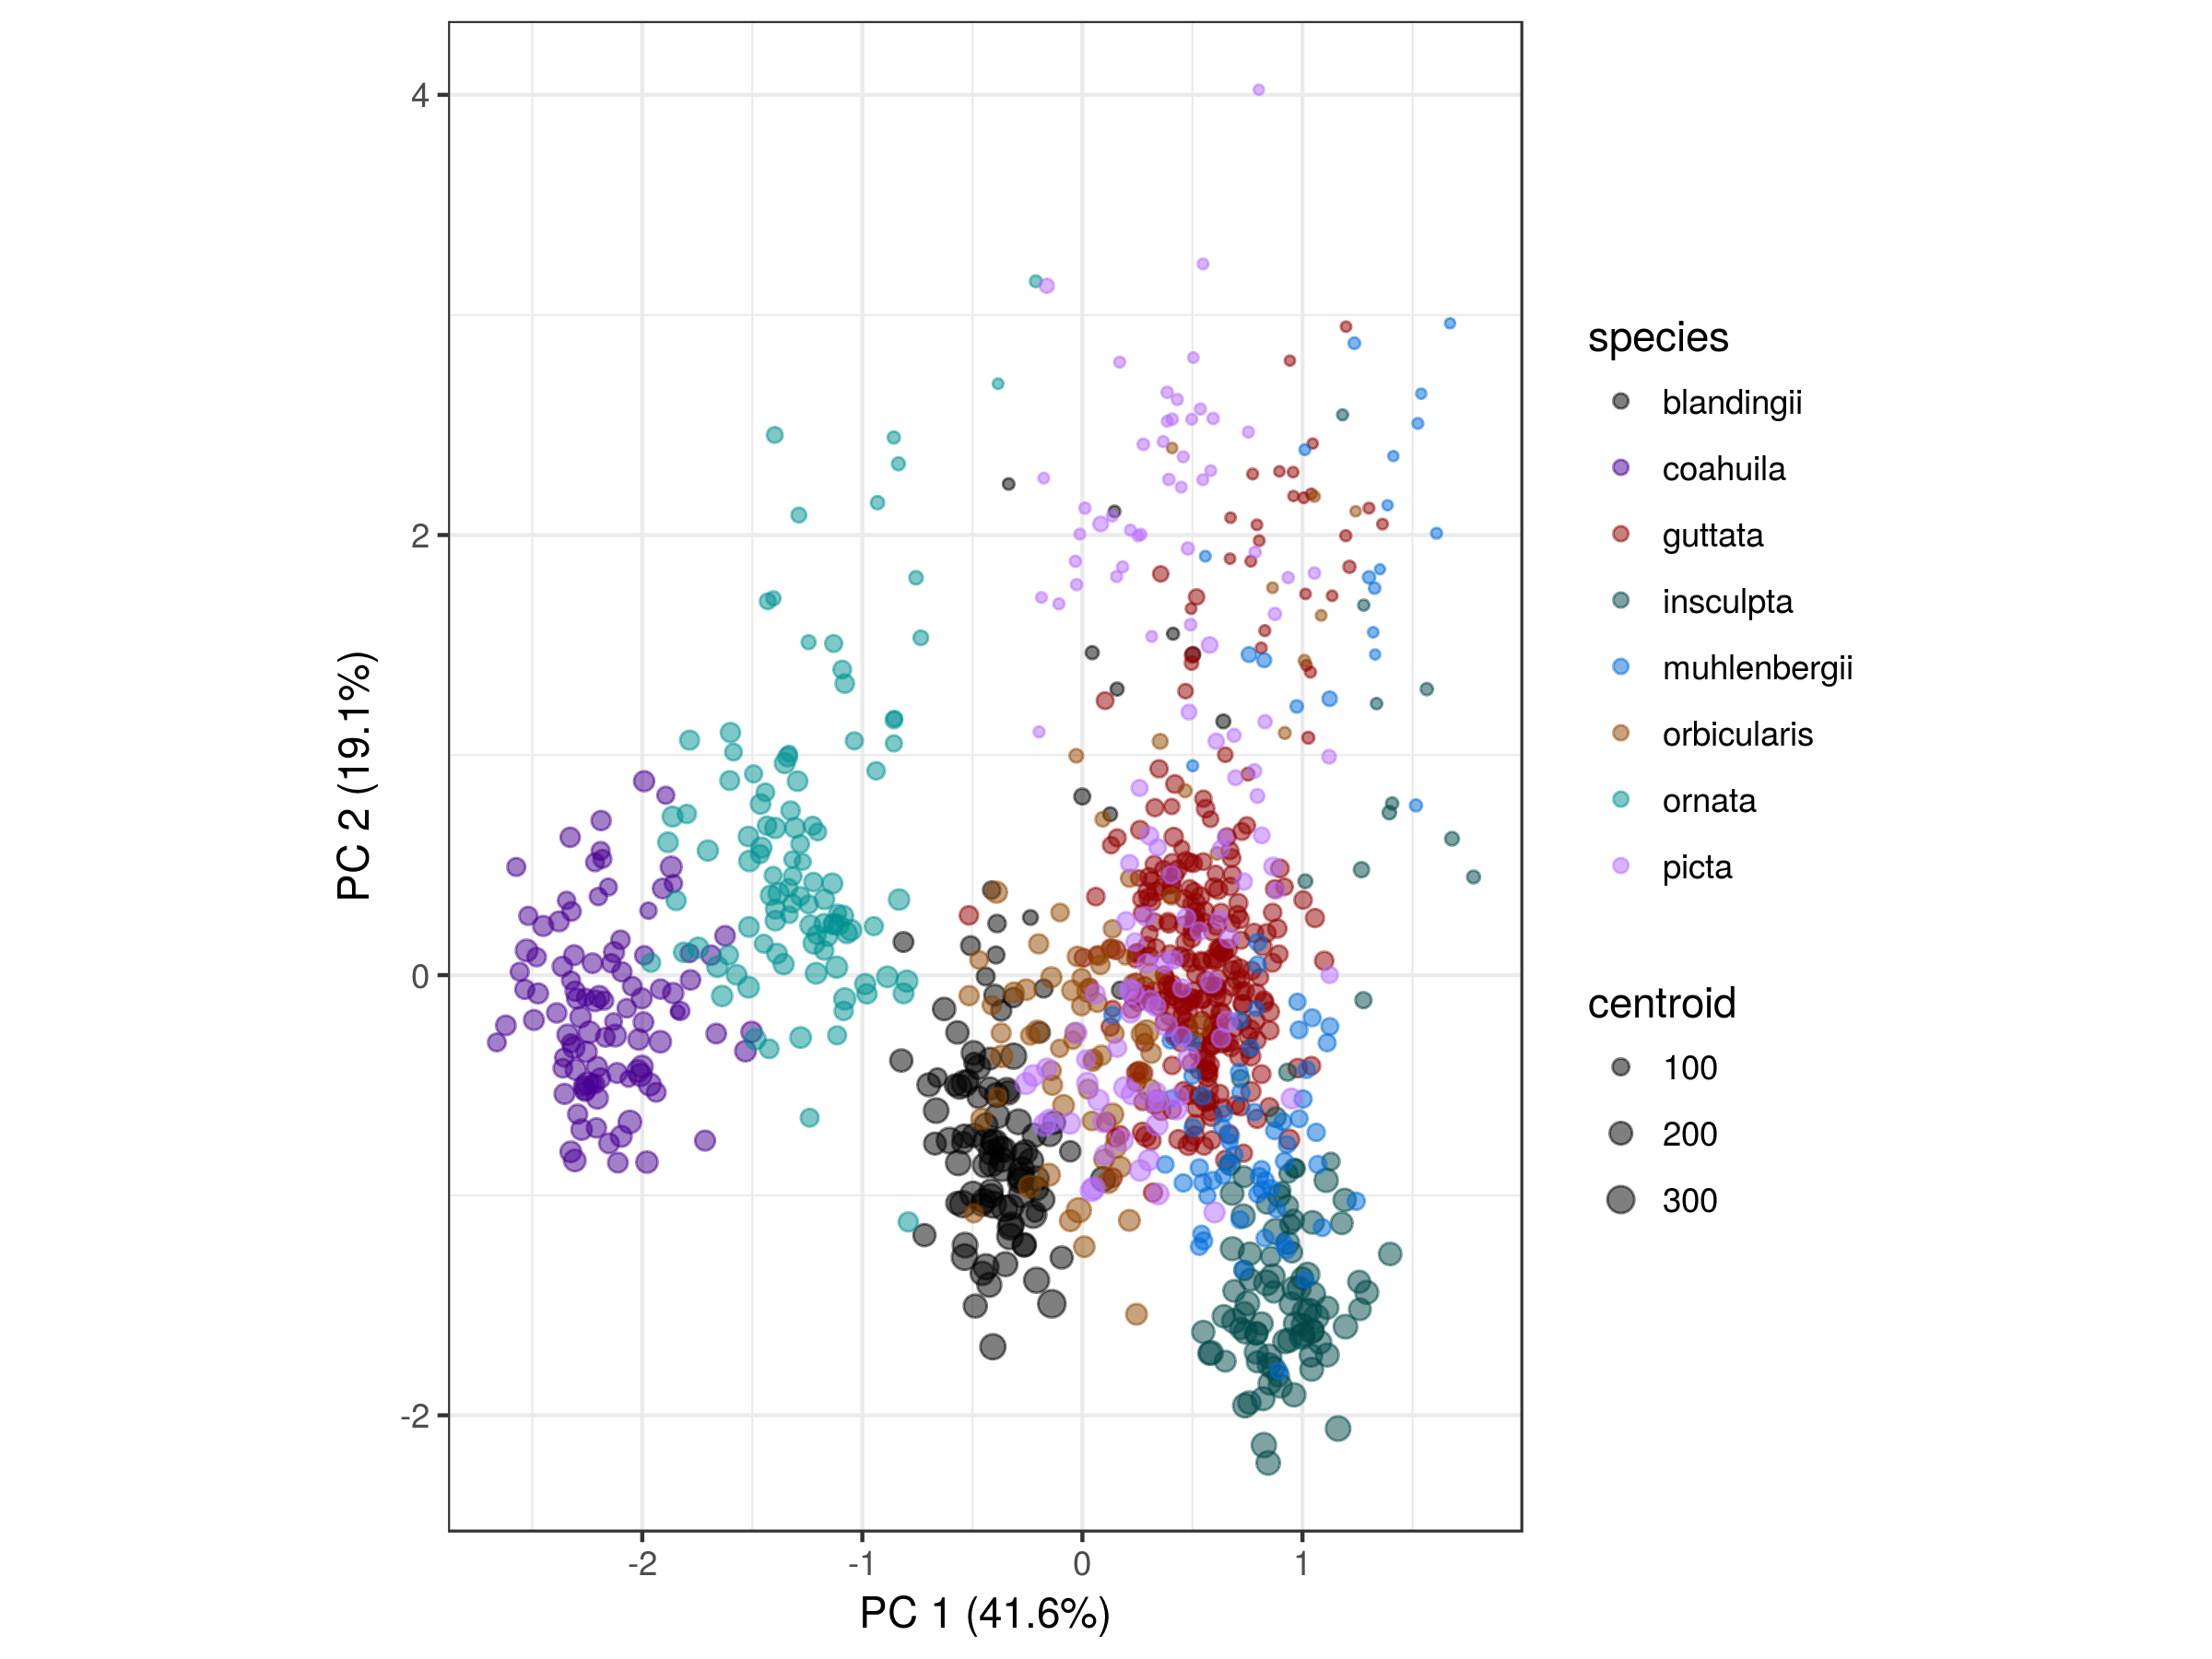 4
2
0
-2
PC 2 (19.1%)
-2
-1
0
1
PC 1 (41.6%)
species
blandingii
coahuila
guttata
insculpta
muhlenbergii
orbicularis
ornata
picta
centroid
100
200
300